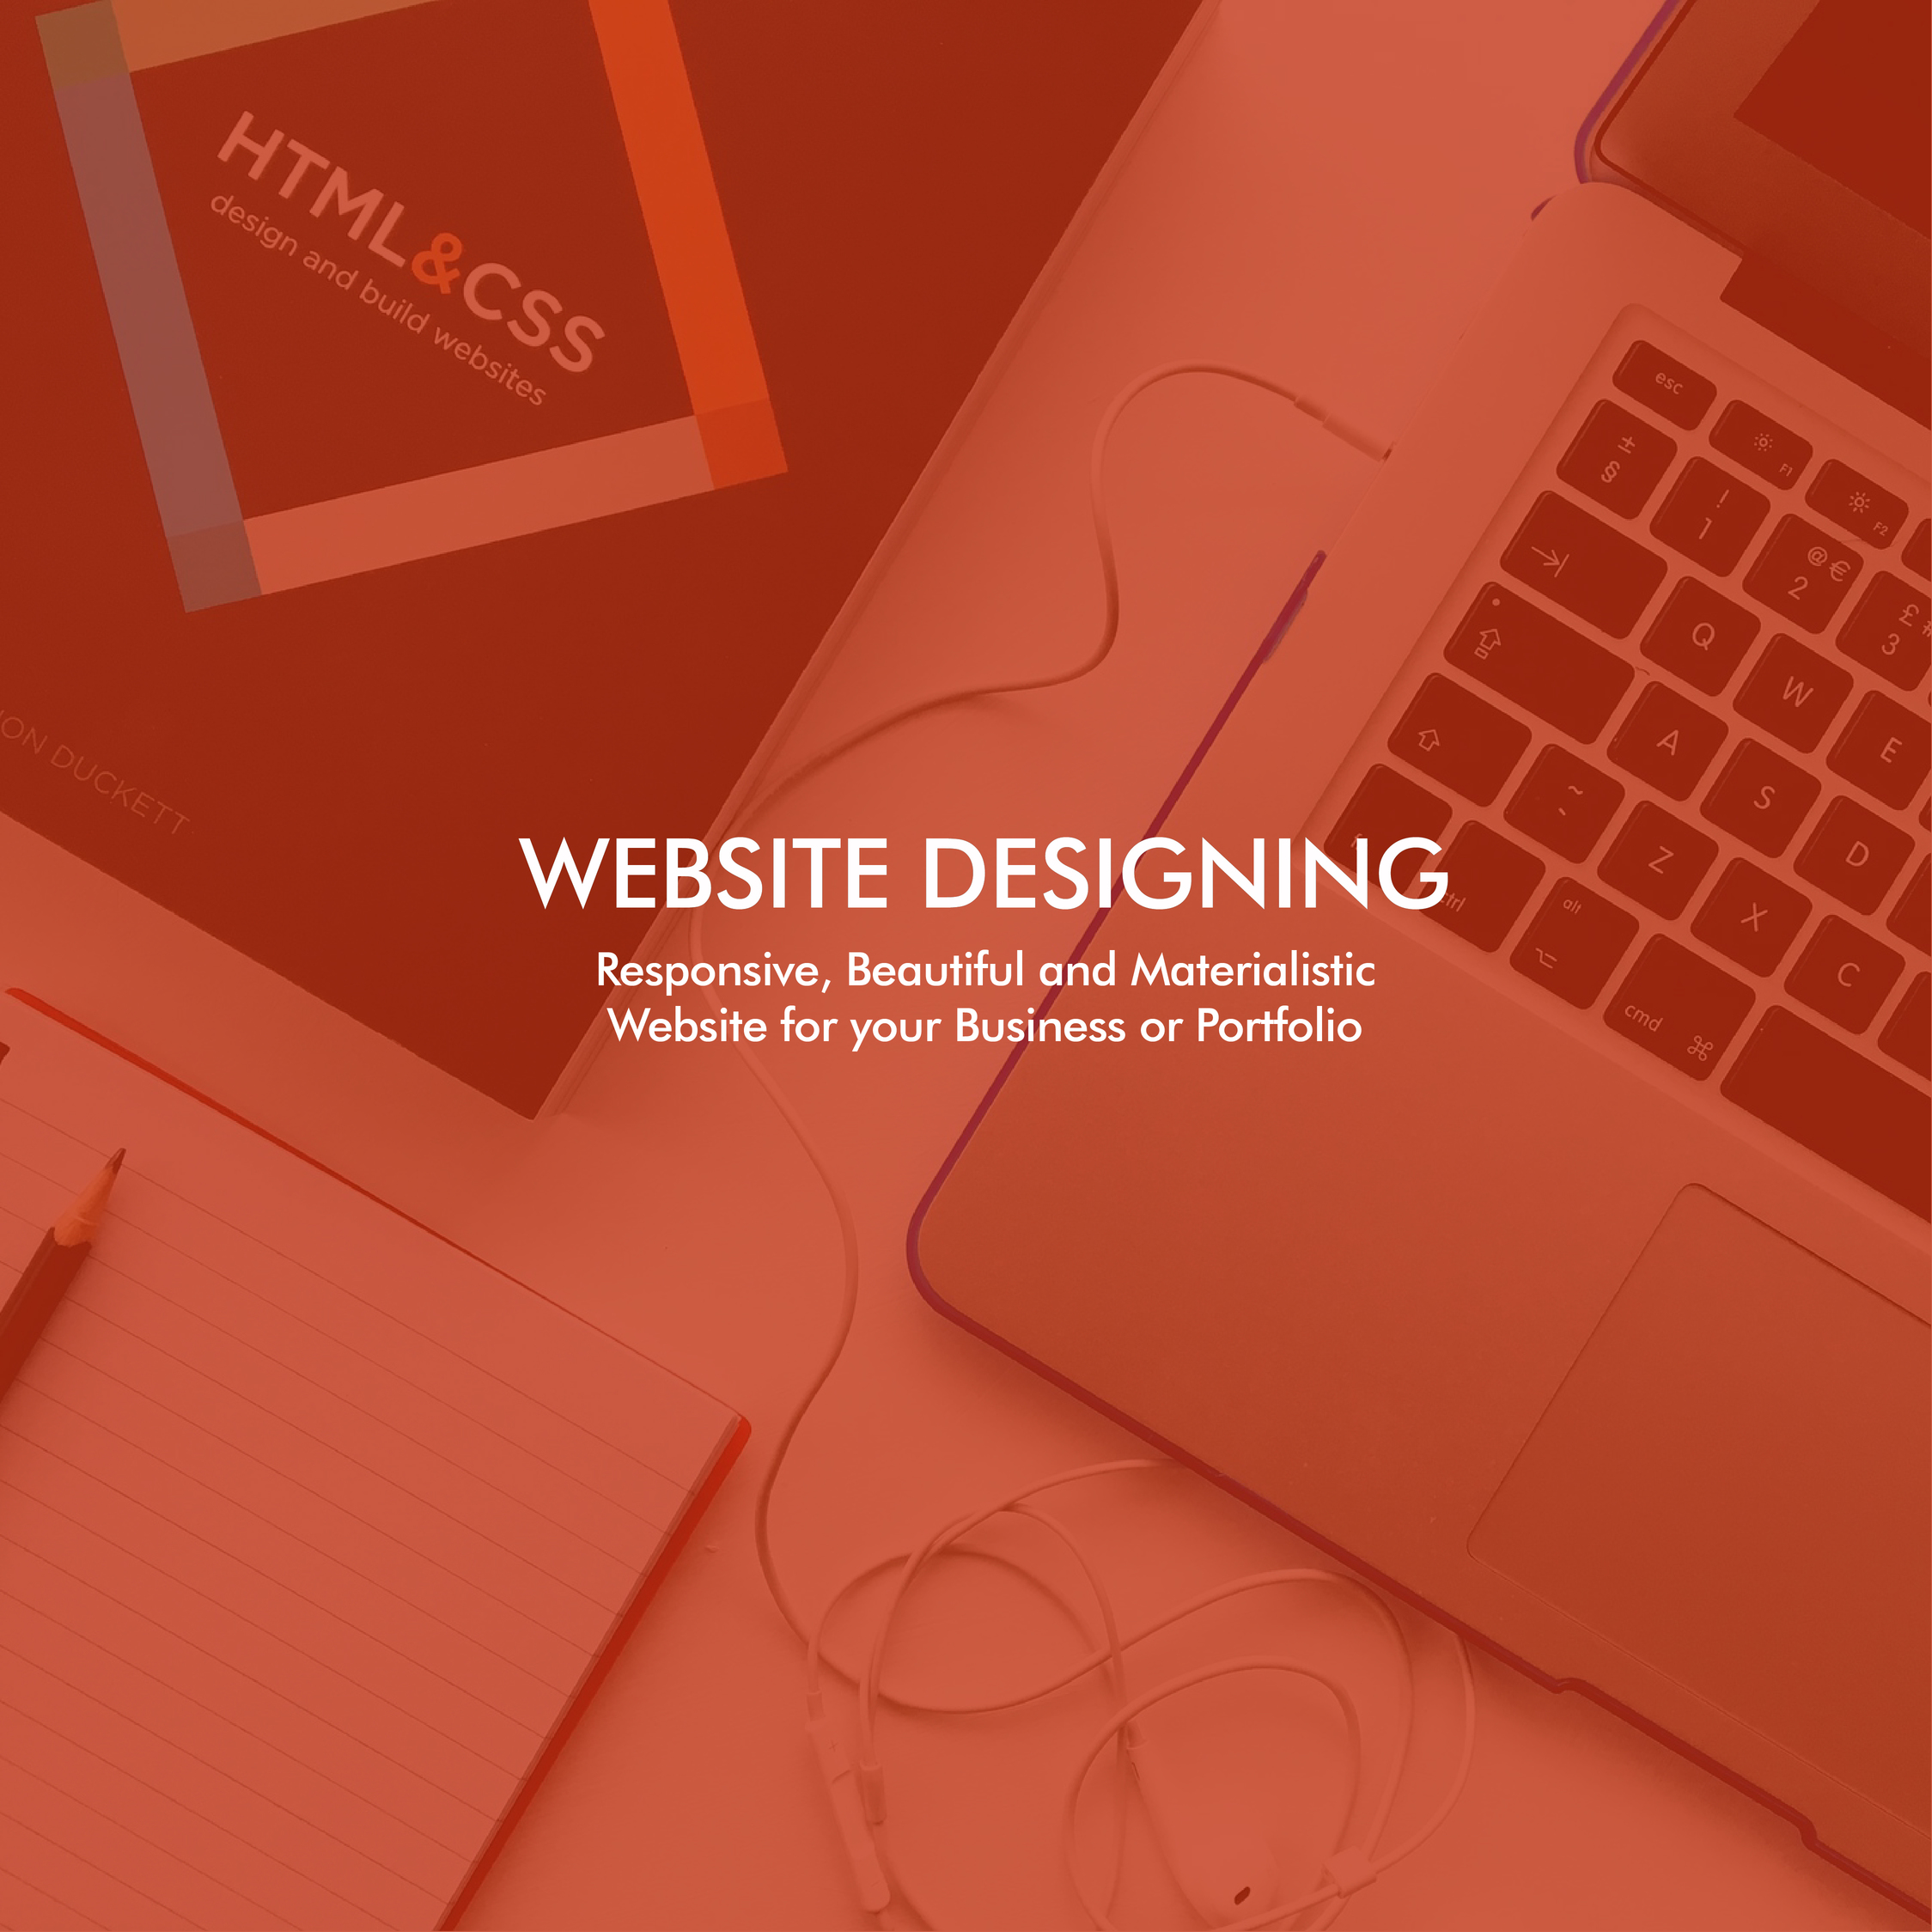 HTML&CSS
design and build websites
ON DUCKETT
WEBSITE DESIGNING
Responsive, Beautiful and Materialistic
Website for your Business or Portfolio
esc
F1
F2
±
§
!
1
@ €
2
£ #
3
Q
W
E
A
S
D
~
`
Z
X
C
ctrl
alt
cmd